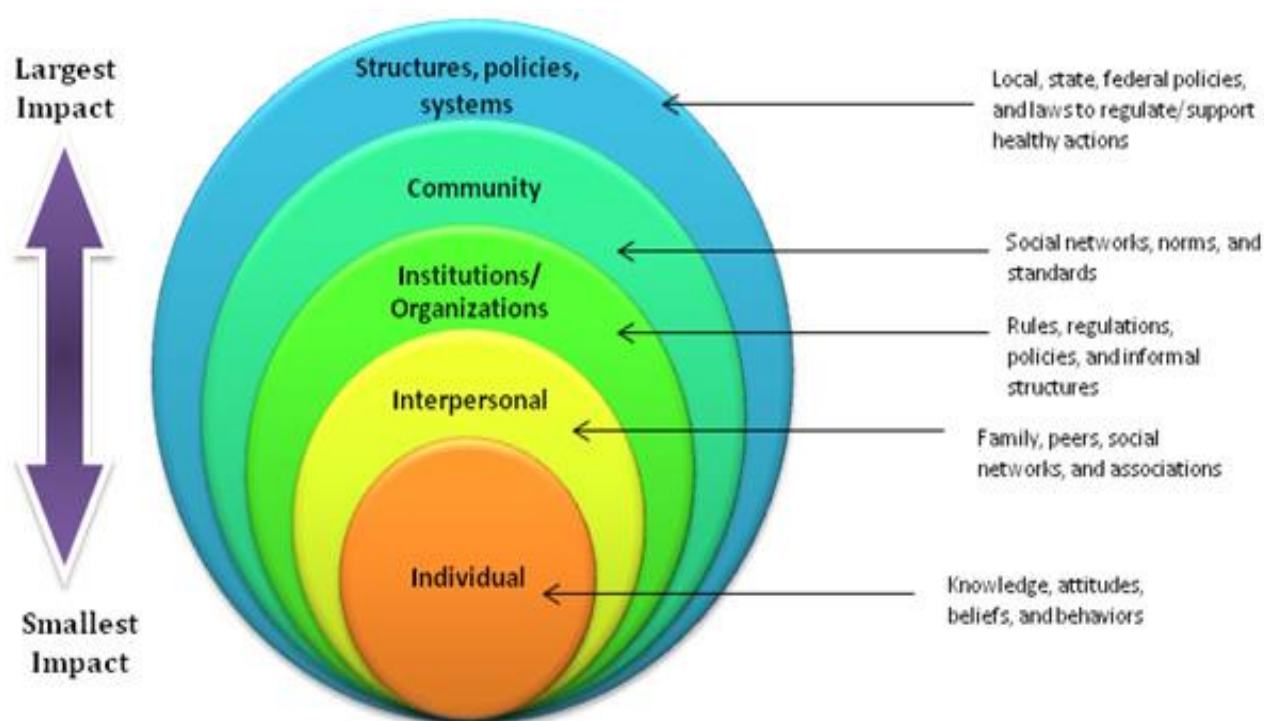 Largest
Impact
Smallest
Impact
Structures, policies,
systems
Community
Institutions/
Organizations
Interpersonal
Individual
Local, state, federal policies,
and laws to regulate/support
healthy actions
Social networks, norms, and
standards
Rules, regulations,
policies, and informal
structures
Family, peers, social
networks, and associations
Knowledge, attitudes,
beliefs, and behaviors